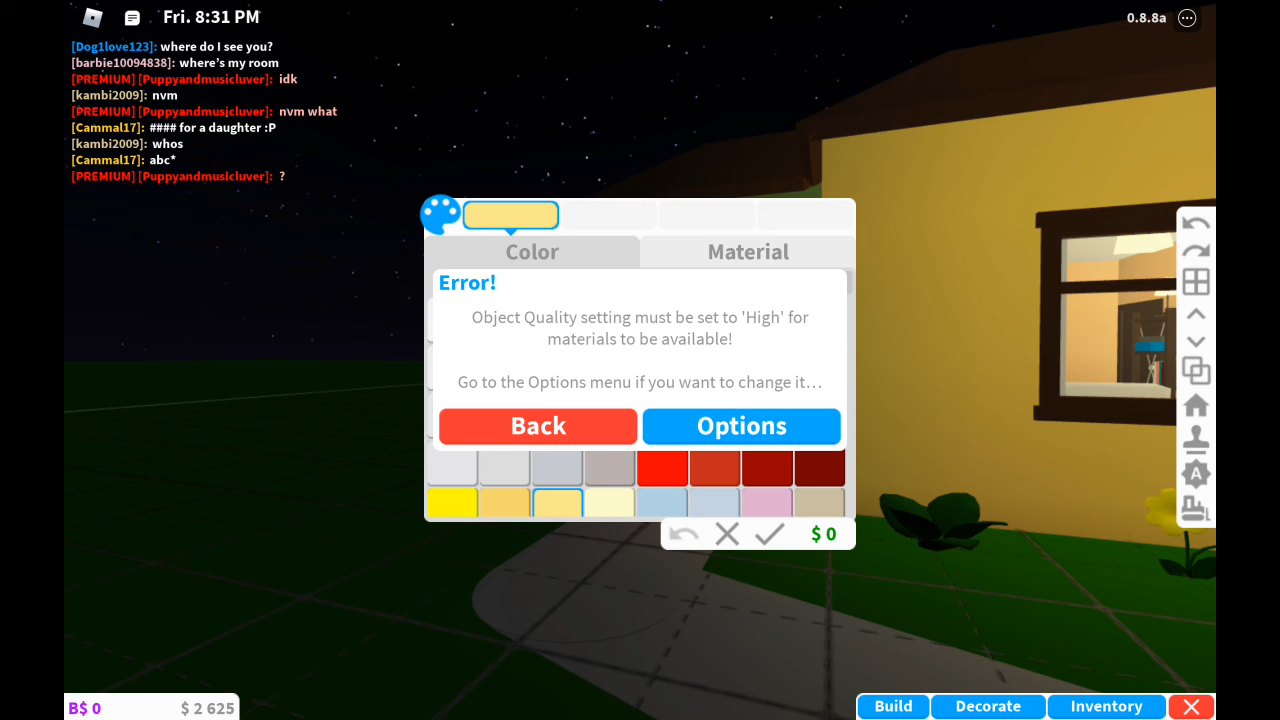 Fri. 8:31 PM
0.8.8a
[Dog1love123]: where do I see you?
[barbie10094838]: where's my room
[PREMIUM] [Puppyandmusicluver]: idk
[kambi2009]: nvm
[PREMIUM] [Puppyandmusicluver]: nvm what
[Cammal17]: #### for a daughter :P
[kambi2009]: whos
[Cammal17]: abc*
[PREMIUM] [Puppyandmusicluver]: ?
Color Material
Error!
Object Quality setting must be set to 'High' for
materials to be available!
Go to the Options menu if you want to change it...
Back Options
$ 0
A
B$ 0 $ 2 625
Build Decorate Inventory